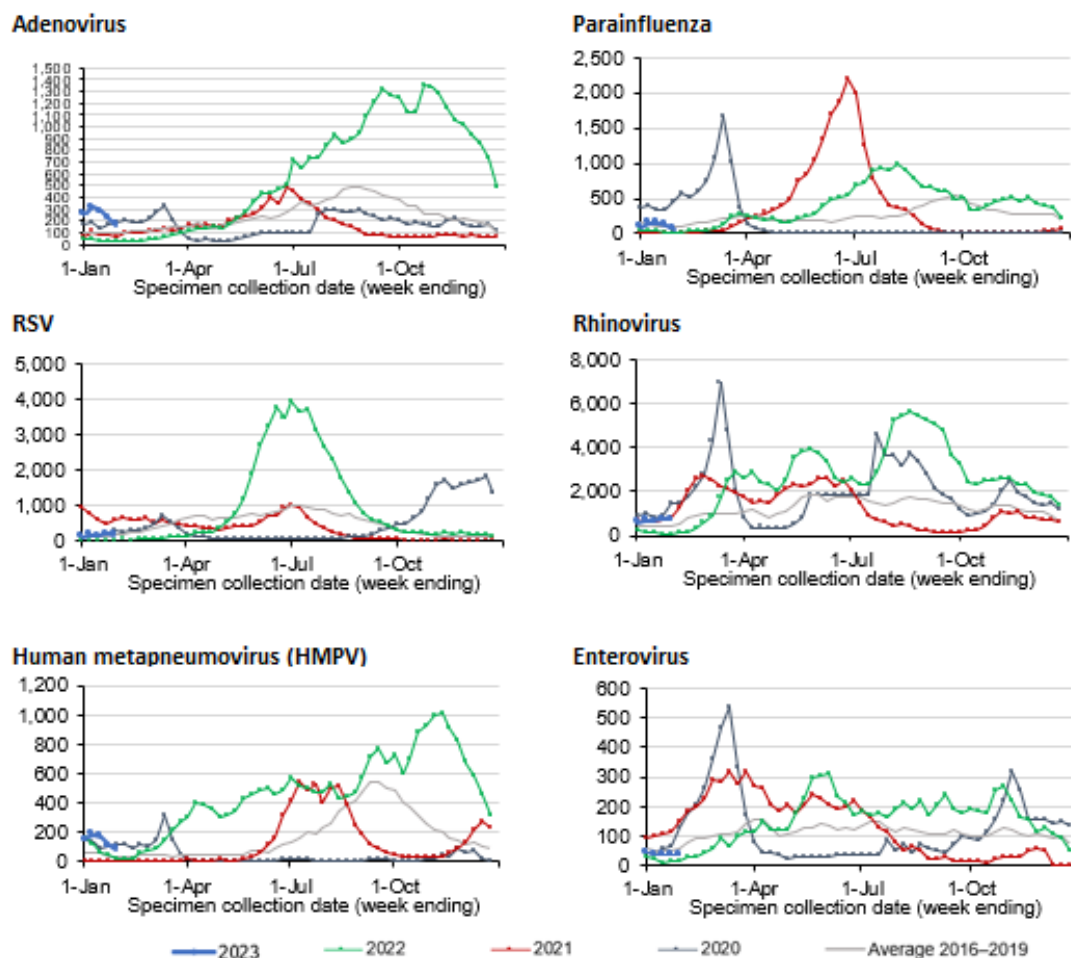 Adenovirus
1,500
1,400
1,300
1,200
1,100
1,000
900
800
700
600
500
400
300
200
100
0
1-Jan 1-Apr 1-Jul 1-Oct
Specimen collection date (week ending)
Parainfluenza
2,500
2,000
1,500
1,000
500
0
1-Jan 1-Apr 1-Jul 1-Oct
Specimen collection date (week ending)
RSV
5,000
4,000
3,000
2,000
1,000
0
1-Jan 1-Apr 1-Jul 1-Oct
Specimen collection date (week ending)
Rhinovirus
8,000
6,000
4,000
2,000
0
1-Jan 1-Apr 1-Jul 1-Oct
Specimen collection date (week ending)
Human metapneumovirus (HMPV)
1,200
1,000
800
600
400
200
0
1-Jan 1-Apr 1-Jul 1-Oct
Specimen collection date (week ending)
Enterovirus
600
500
400
300
200
100
0
1-Jan 1-Apr 1-Jul 1-Oct
Specimen collection date (week ending)
2023 2022 2021 2020 Average 2016–2019